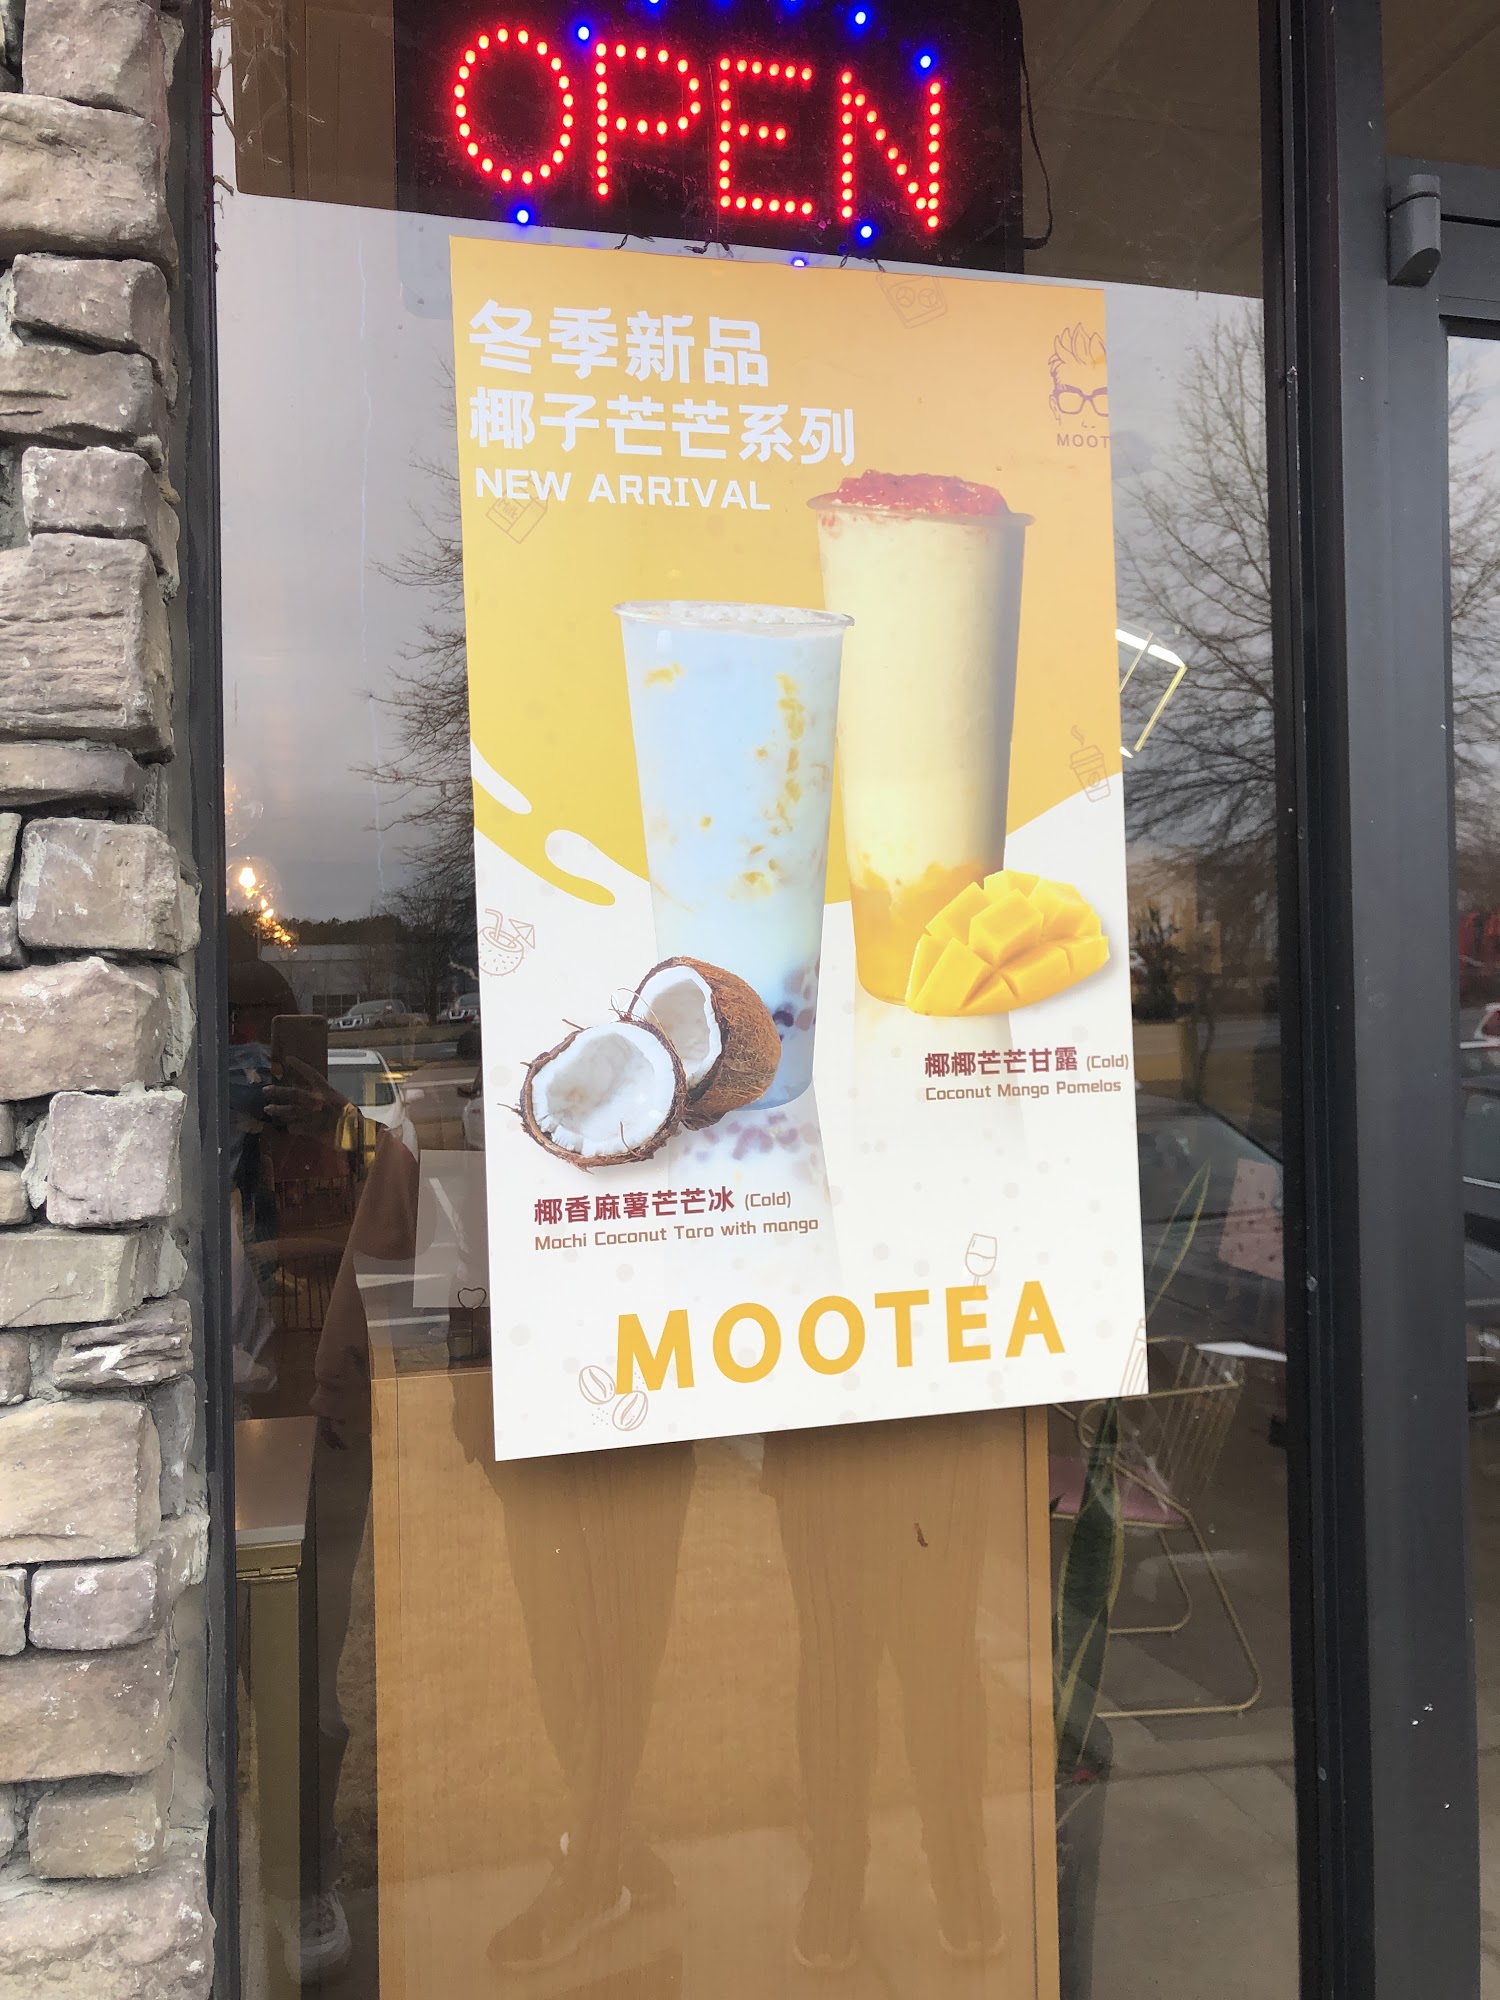 OPEN
冬季新品
椰子芒芒系列
NEW ARRIVAL
MOOT
Milk
椰椰芒芒甘露 (Cold)
Coconut Mango Pomelos
椰香麻薯芒芒冰 (Cold)
Mochi Coconut Taro with mango
MOOTEA